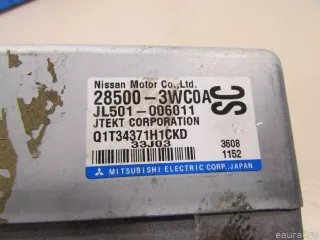 Nissan Motor Co.,Ltd.
28500-3WC0A
SC
JL501-006011
JTEKT CORPORATION
Q1T34371H1CKD
33J03
3608
1152
MITSUBISHI ELECTRIC CORP., JAPAN
eaura